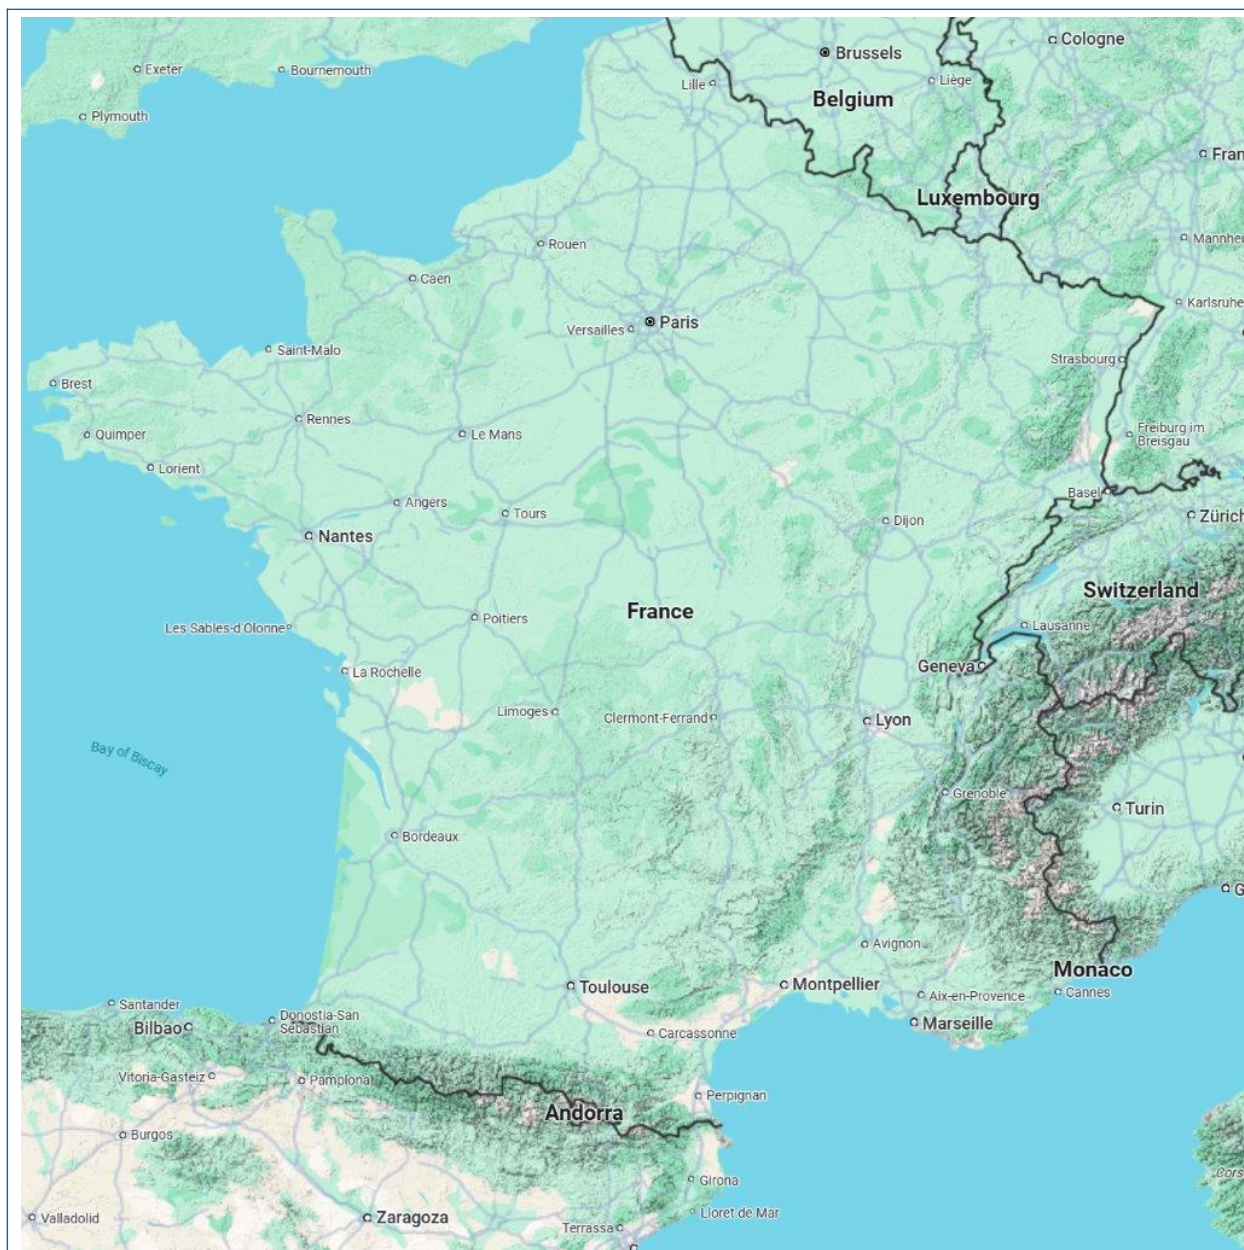 Brussels
Cologne
Exeter
Bournemouth
Lille
Liège
Belgium
Plymouth
Fran
Luxembourg
Rouen
Mannhei
Caen
Karlsruhe
Versailles
Paris
Saint-Malo
Strasbourg
Brest
Rennes
Quimper
Le Mans
Freiburg im
Breisgau
Lorient
Basel
Angers
Tours
Dijon
Zürich
Nantes
Switzerland
France
Poitiers
Les Sables-d'Olonne
Lausanne
Geneva
La Rochelle
Limoges
Clermont-Ferrand
Lyon
Bay of Biscay
Grenoble
Turin
Bordeaux
G
Avignon
Monaco
Toulouse
Montpellier
Cannes
Aix-en-Provence
Santander
Donostia-San
Sebastian
Bilbao
Marseille
Carcassonne
Vitoria-Gasteiz
Pamplona
Perpignan
Andorra
Burgos
Cors
Girona
Lloret de Mar
Valladolid
Zaragoza
Terrassa